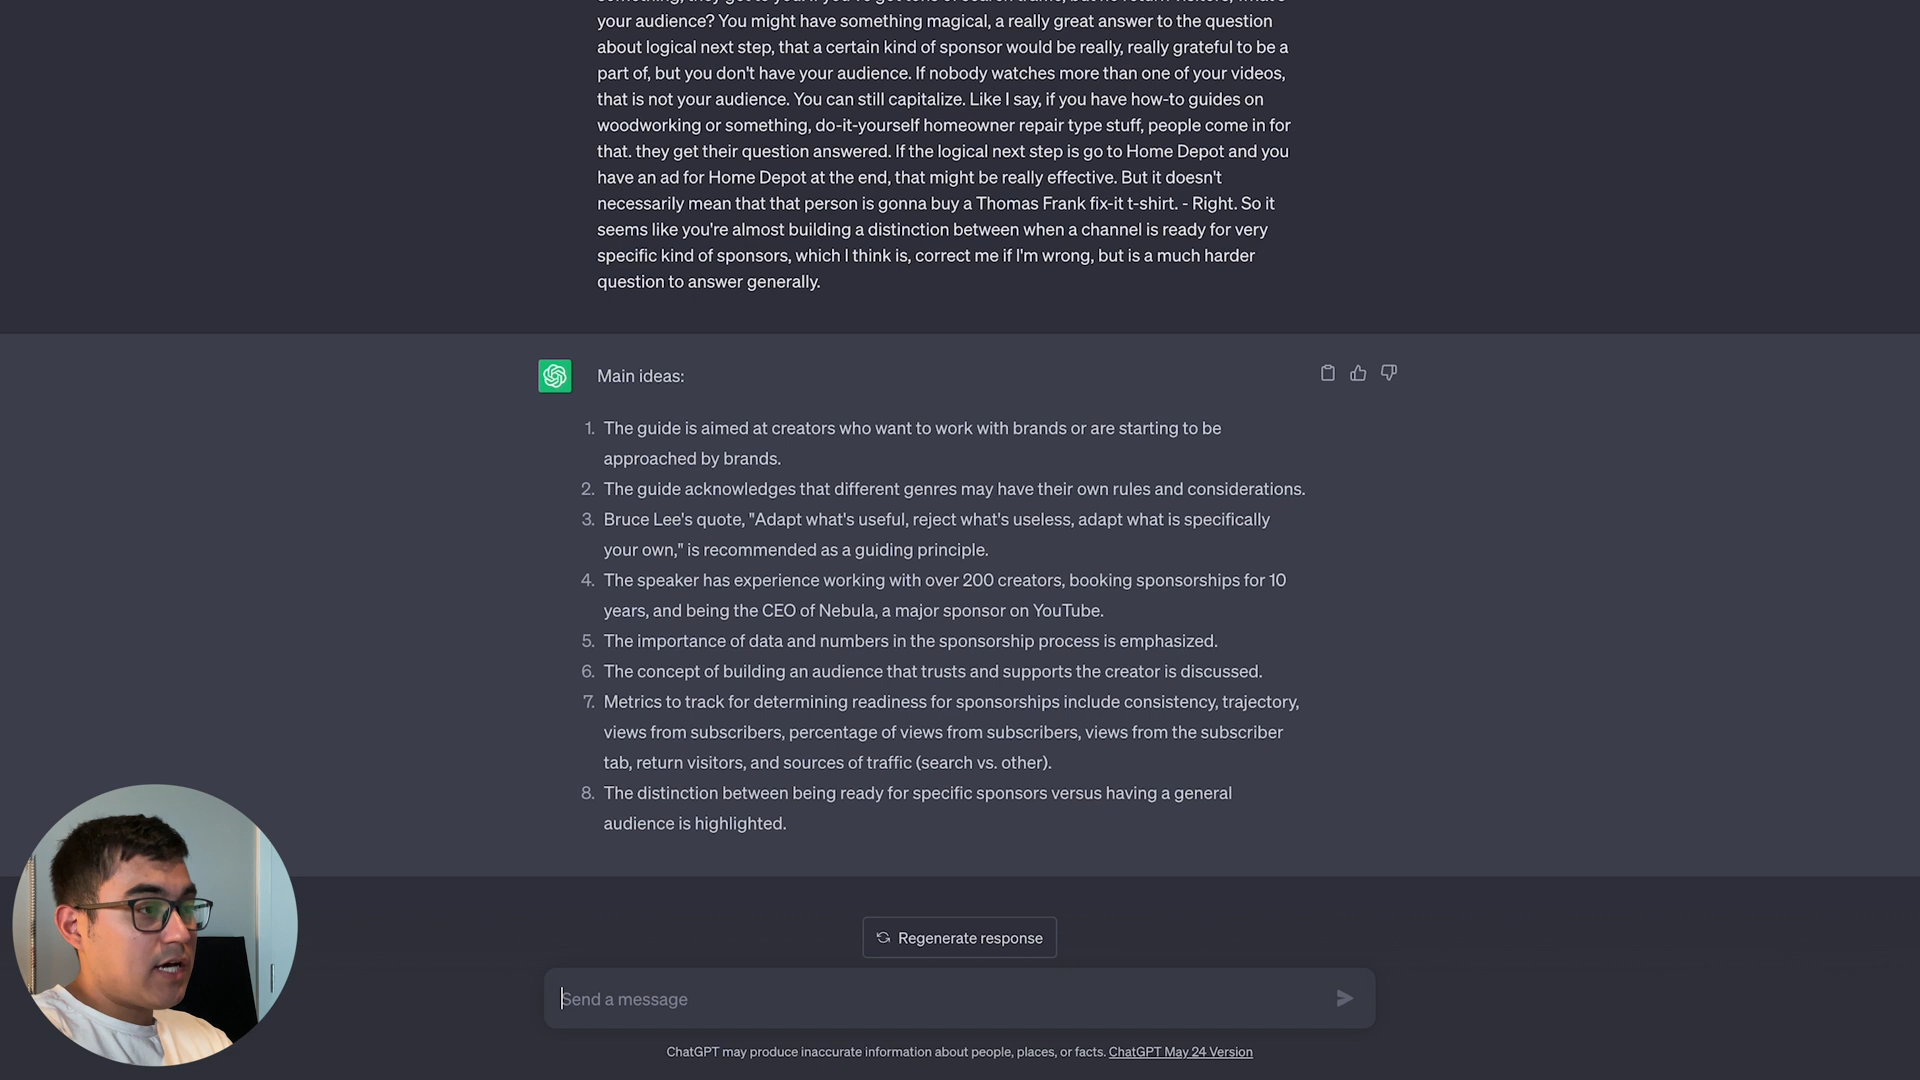 your audience? You might have something magical, a really great answer to the question
about logical next step, that a certain kind of sponsor would be really, really grateful to be a
part of, but you don't have your audience. If nobody watches more than one of your videos,
that is not your audience. You can still capitalize. Like I say, if you have how-to guides on
woodworking or something, do-it-yourself homeowner repair type stuff, people come in for
that. they get their question answered. If the logical next step is go to Home Depot and you
have an ad for Home Depot at the end, that might be really effective. But it doesn't
necessarily mean that that person is gonna buy a Thomas Frank fix-it t-shirt. - Right. So it
seems like you're almost building a distinction between when a channel is ready for very
specific kind of sponsors, which I think is, correct me if I'm wrong, but is a much harder
question to answer generally.
Main ideas:
1. The guide is aimed at creators who want to work with brands or are starting to be
approached by brands.
2. The guide acknowledges that different genres may have their own rules and considerations.
3. Bruce Lee's quote, "Adapt what's useful, reject what's useless, adapt what is specifically
your own," is recommended as a guiding principle.
4. The speaker has experience working with over 200 creators, booking sponsorships for 10
years, and being the CEO of Nebula, a major sponsor on YouTube.
5. The importance of data and numbers in the sponsorship process is emphasized.
6. The concept of building an audience that trusts and supports the creator is discussed.
7. Metrics to track for determining readiness for sponsorships include consistency, trajectory,
views from subscribers, percentage of views from subscribers, views from the subscriber
tab, return visitors, and sources of traffic (search vs. other).
8. The distinction between being ready for specific sponsors versus having a general
audience is highlighted.
Regenerate response
Send a message
ChatGPT may produce inaccurate information about people, places, or facts. ChatGPT May 24 Version